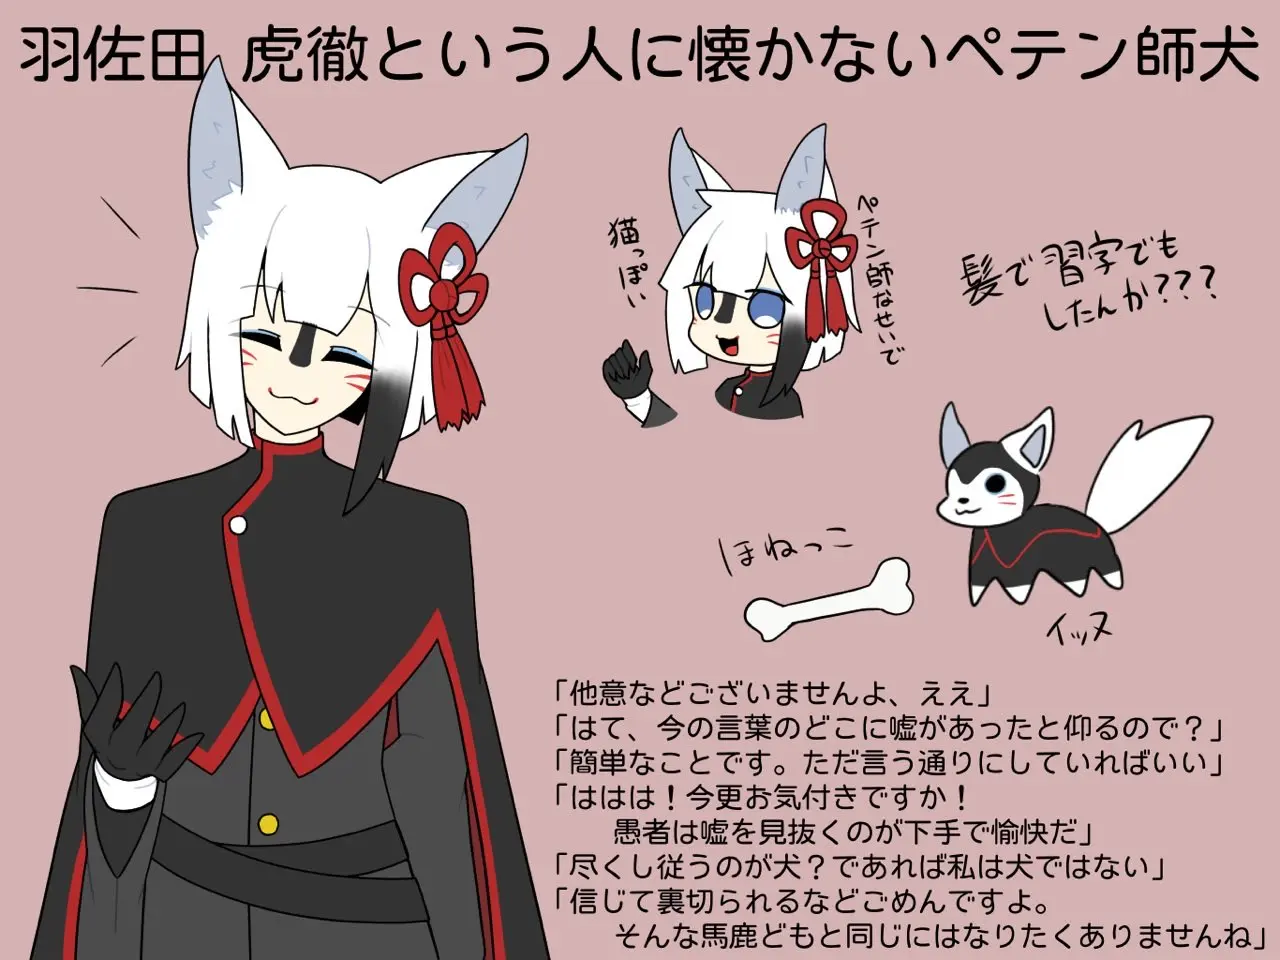 羽佐田 虎徹という人に懐かないペテン師犬
猫っぽい
ペテン師なせいで
髪で習字でも
したんか???
ほねっこ
イッヌ
「他意などございませんよ、ええ」
「はて、今の言葉のどこに嘘があったと仰るので？」
「簡単なことです。ただ言う通りにしていればいい」
「ははは！今更お気付きですか！
愚者は嘘を見抜くのが下手で愉快だ」
「尽くし従うのが犬？であれば私は犬ではない」
「信じて裏切られるなどごめんですよ。
そんな馬鹿どもと同じにはなりたくありませんね」